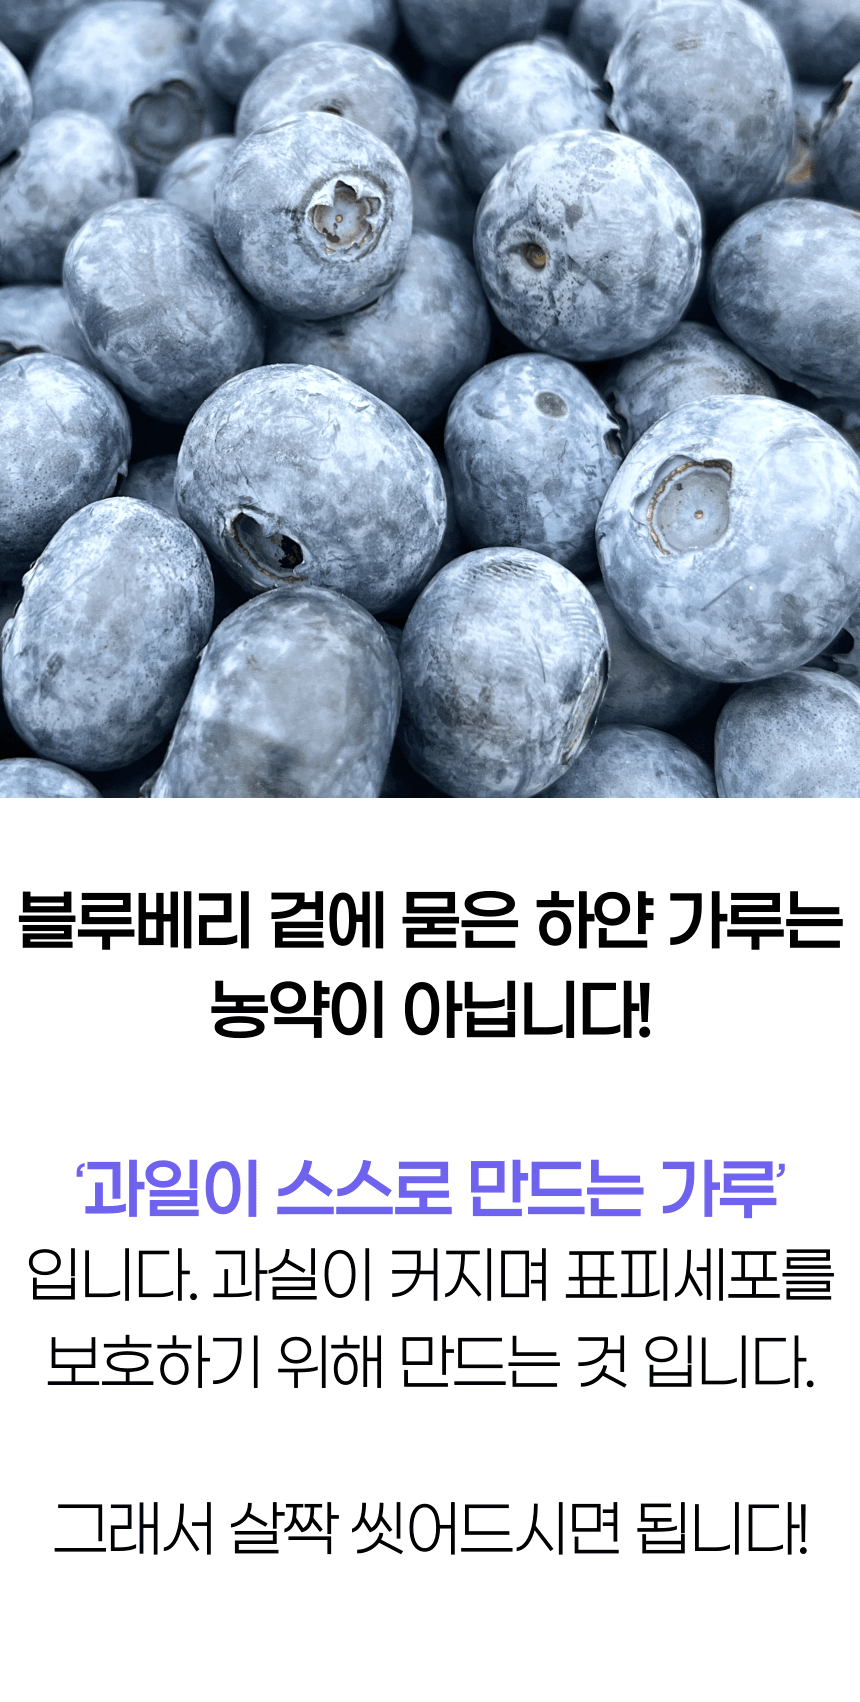 블루베리 겉에 묻은 하얀 가루는
농약이 아닙니다!
‘과일이 스스로 만드는 가루’
입니다. 과실이 커지며 표피세포를
보호하기 위해 만드는 것 입니다.
그래서 살짝 씻어드시면 됩니다!